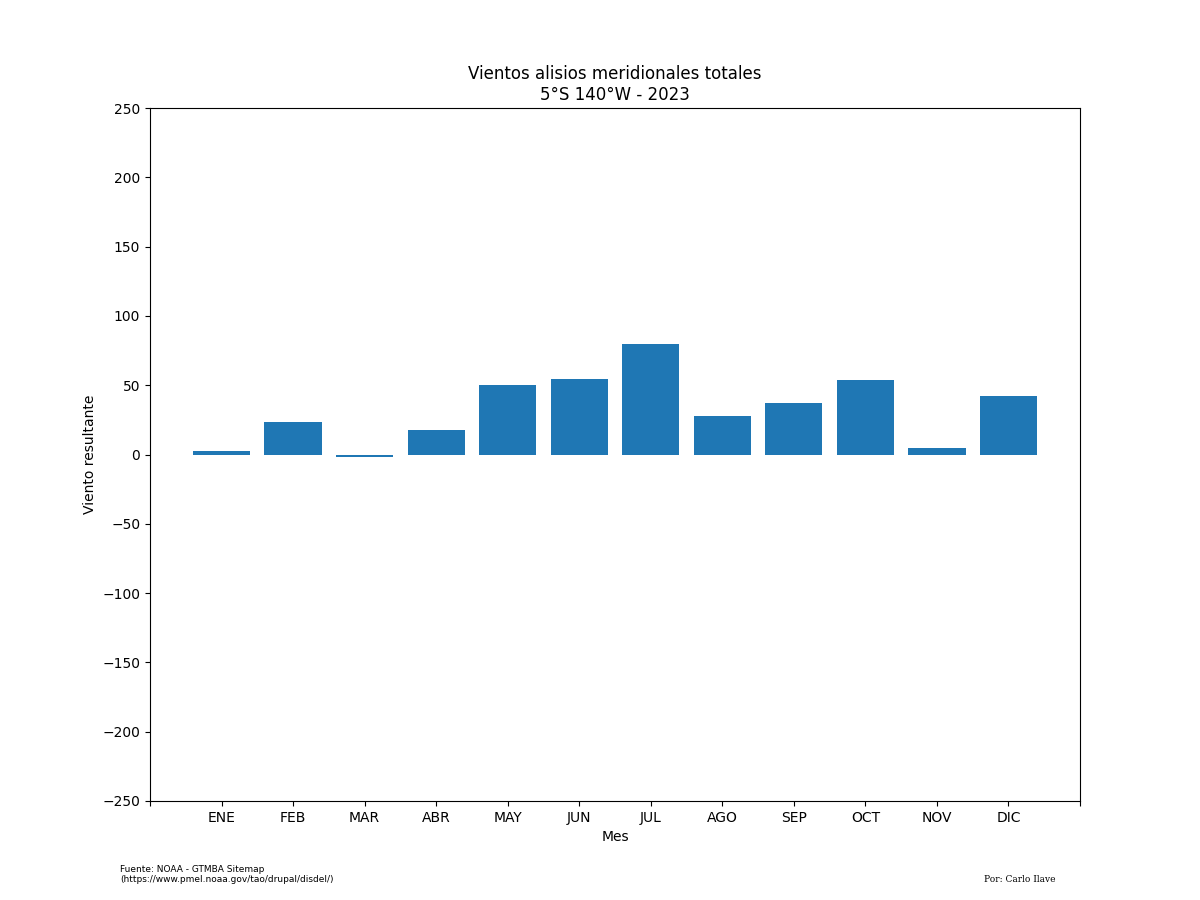 Vientos alisios meridionales totales
5°S 140°W - 2023
250
200
150
100
50
0
−50
−100
−150
−200
−250
Viento resultante
ENE FEB MAR ABR MAY JUN JUL AGO SEP OCT NOV DIC
Mes
Fuente: NOAA - GTMBA Sitemap
(https://www.pmel.noaa.gov/tao/drupal/disdel/)
Por: Carlo Ilave